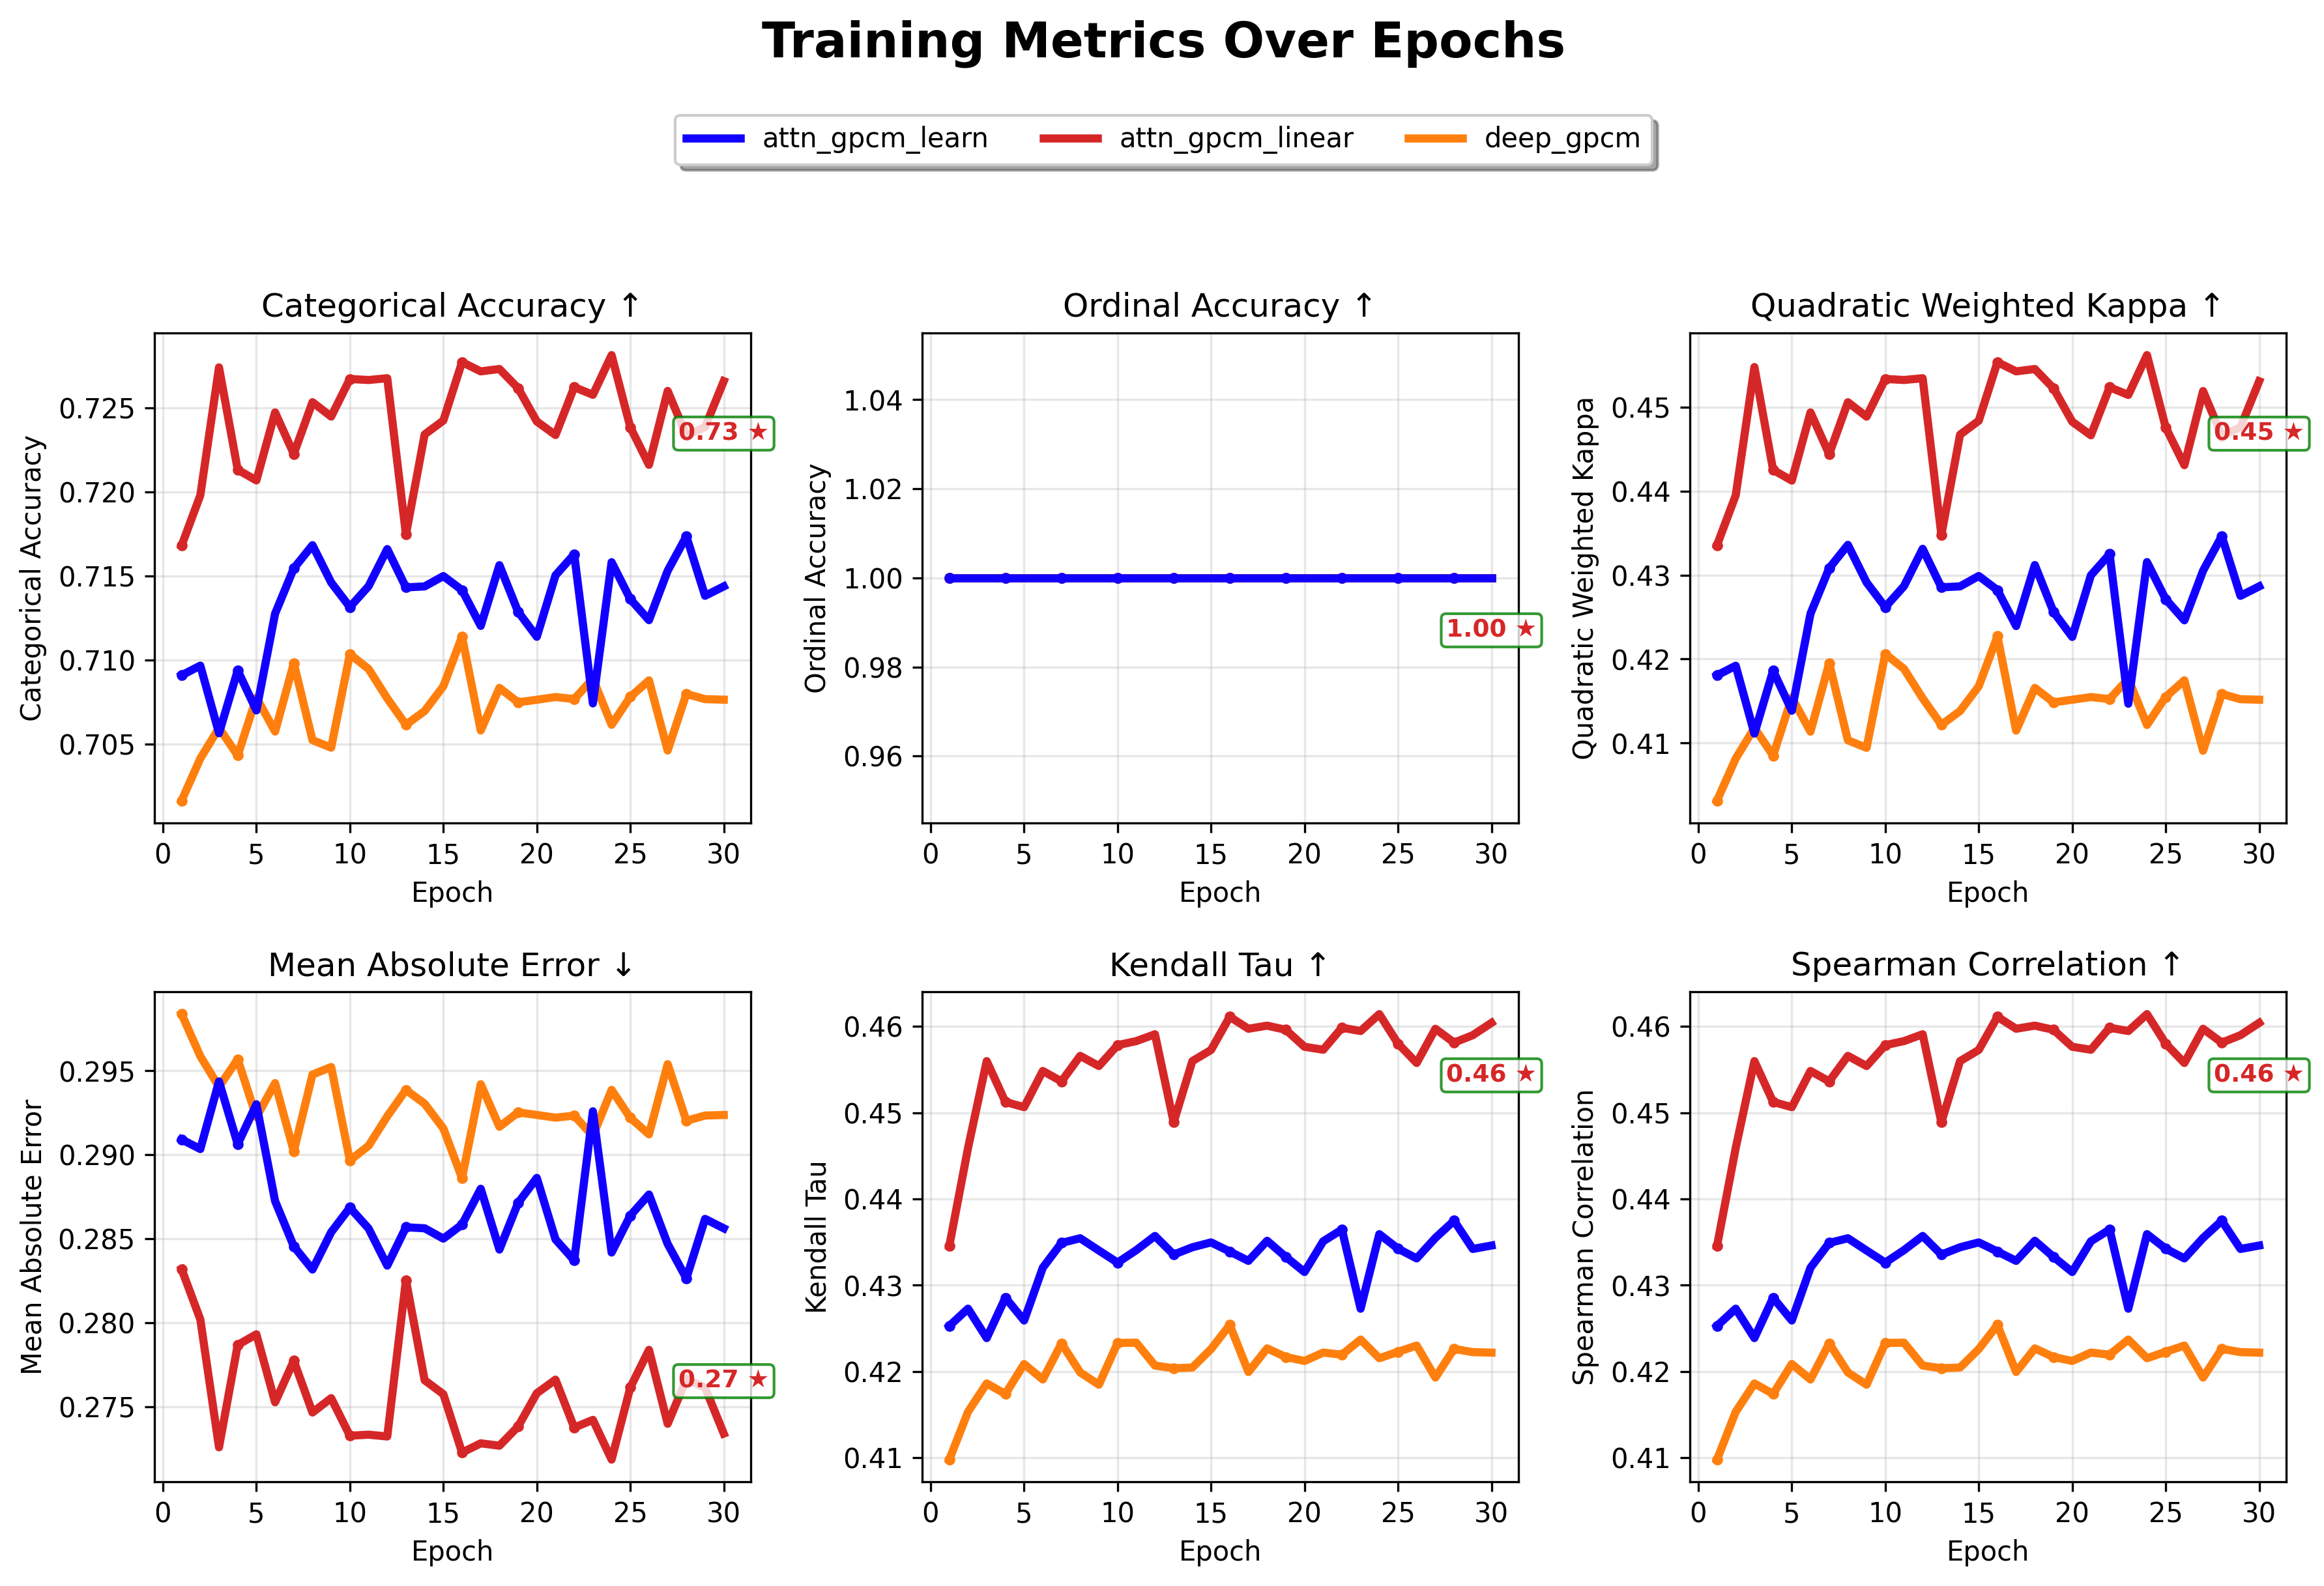 Training Metrics Over Epochs
attn_gpcm_learn attn_gpcm_linear deep_gpcm
Categorical Accuracy ↑
Categorical Accuracy
0.725
0.720
0.715
0.710
0.705
0.73 ★
0 5 10 15 20 25 30
Epoch
Ordinal Accuracy ↑
Ordinal Accuracy
1.04
1.02
1.00
0.98
0.96
1.00 ★
0 5 10 15 20 25 30
Epoch
Quadratic Weighted Kappa ↑
Quadratic Weighted Kappa
0.45
0.44
0.43
0.42
0.41
0.45 ★
0 5 10 15 20 25 30
Epoch
Mean Absolute Error ↓
Mean Absolute Error
0.295
0.290
0.285
0.280
0.275
0.27 ★
0 5 10 15 20 25 30
Epoch
Kendall Tau ↑
Kendall Tau
0.46
0.45
0.44
0.43
0.42
0.41
0.46 ★
0 5 10 15 20 25 30
Epoch
Spearman Correlation ↑
Spearman Correlation
0.46
0.45
0.44
0.43
0.42
0.41
0.46 ★
0 5 10 15 20 25 30
Epoch